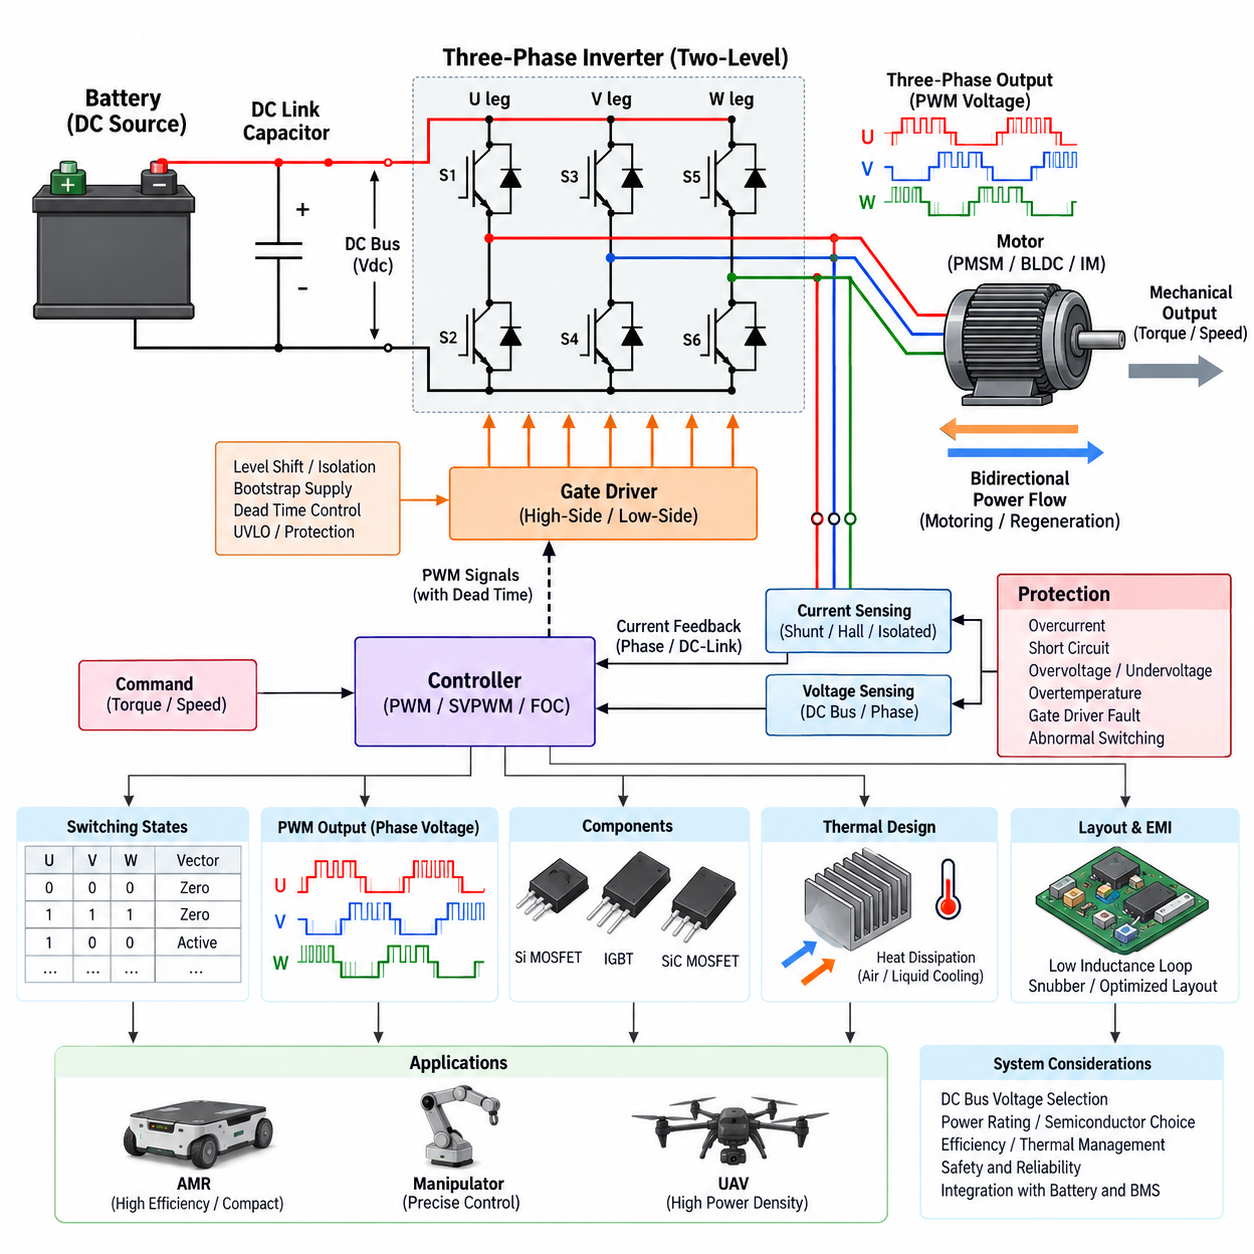 Three-Phase Inverter (Two-Level)
Battery
(DC Source)
DC Link
Capacitor
U leg
V leg
W leg
Three-Phase Output
(PWM Voltage)
U
V
W
+
−
S1
S3
S5
+
DC Bus
(Vdc)
-
S2
S4
S6
Motor
(PMSM / BLDC / IM)
Mechanical
Output
(Torque / Speed)
Bidirectional
Power Flow
(Motoring / Regeneration)
Level Shift / Isolation
Bootstrap Supply
Dead Time Control
UVLO / Protection
Gate Driver
(High-Side / Low-Side)
PWM Signals
(with Dead Time)
Current Feedback
(Phase / DC-Link)
Current Sensing
(Shunt / Hall / Isolated)
Voltage Sensing
(DC Bus / Phase)
Protection
Overcurrent
Short Circuit
Overvoltage / Undervoltage
Overtemperature
Gate Driver Fault
Abnormal Switching
Command
(Torque / Speed)
Controller
(PWM / SVPWM / FOC)
Switching States
U V W Vector
0 0 0 Zero
1 1 1 Zero
1 0 0 Active
... ... ... ...
PWM Output (Phase Voltage)
U
V
W
Components
Si MOSFET
IGBT
SiC MOSFET
Thermal Design
Heat Dissipation
(Air / Liquid Cooling)
Layout & EMI
Low Inductance Loop
Snubber / Optimized Layout
Applications
AMR
(High Efficiency / Compact)
Manipulator
(Precise Control)
UAV
(High Power Density)
System Considerations
DC Bus Voltage Selection
Power Rating / Semiconductor Choice
Efficiency / Thermal Management
Safety and Reliability
Integration with Battery and BMS